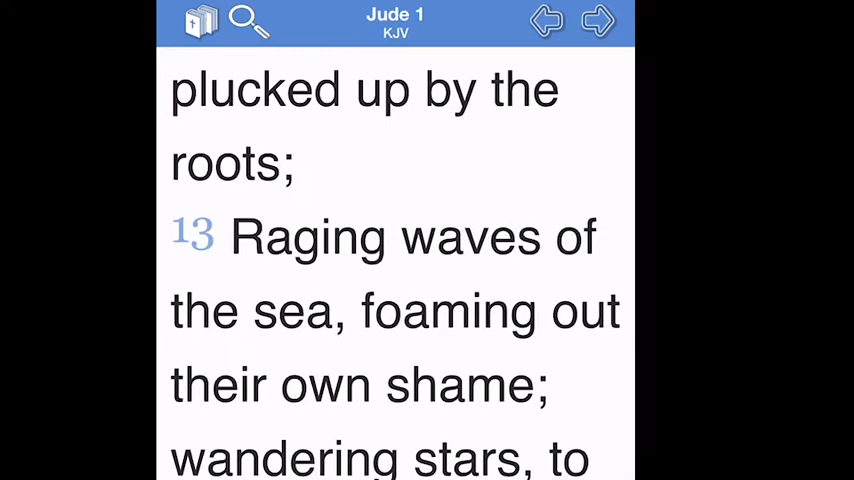 Jude 1
KJV
plucked up by the
roots;
13 Raging waves of
the sea, foaming out
their own shame;
wandering stars, to